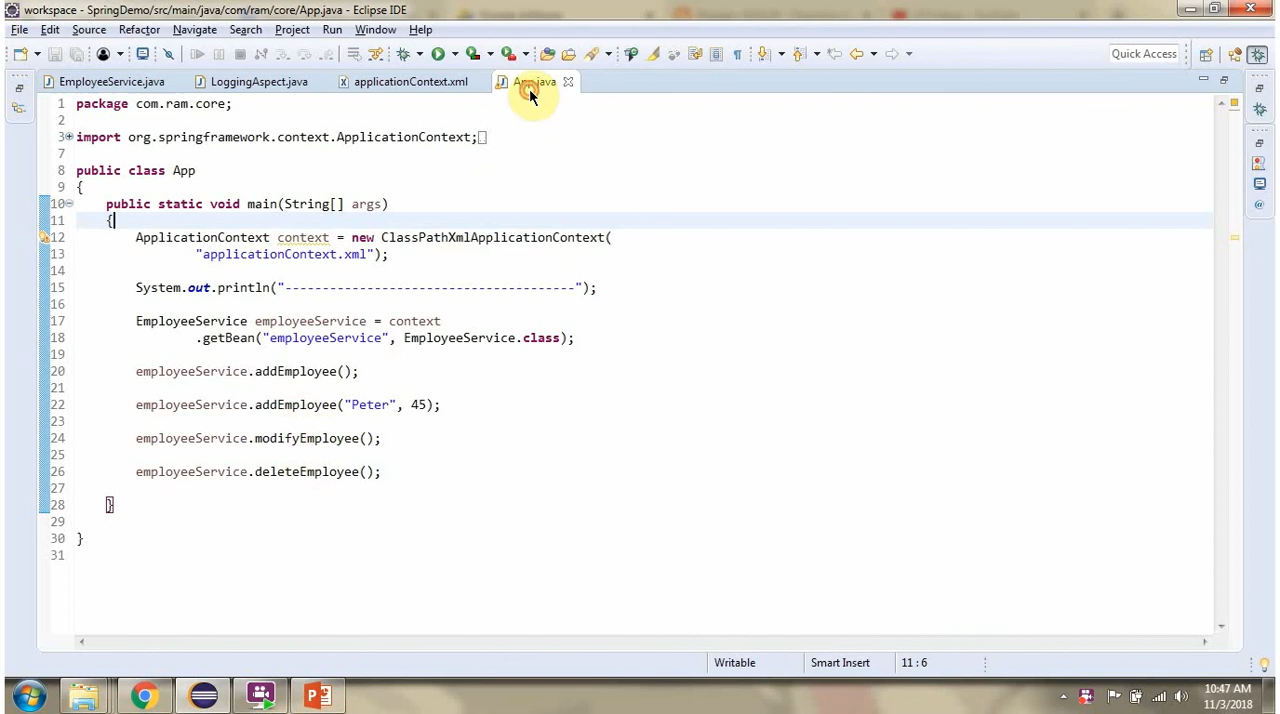 workspace - SpringDemo/src/main/java/com/ram/core/App.java - Eclipse IDE
File Edit Source Refactor Navigate Search Project Run Window Help
Quick Access
EmployeeService.java LoggingAspect.java applicationContext.xml App.java
1 package com.ram.core;
2
3 import org.springframework.context.ApplicationContext;
7
8 public class App
9 {
10 public static void main(String[] args)
11 {
12 ApplicationContext context = new ClassPathXmlApplicationContext(
13 "applicationContext.xml");
14
15 System.out.println("---------------------------------------");
16
17 EmployeeService employeeService = context
18 .getBean("employeeService", EmployeeService.class);
19
20 employeeService.addEmployee();
21
22 employeeService.addEmployee("Peter", 45);
23
24 employeeService.modifyEmployee();
25
26 employeeService.deleteEmployee();
27
28 }
29
30 }
31
Writable Smart Insert 11 : 6
10:47 AM
11/3/2018